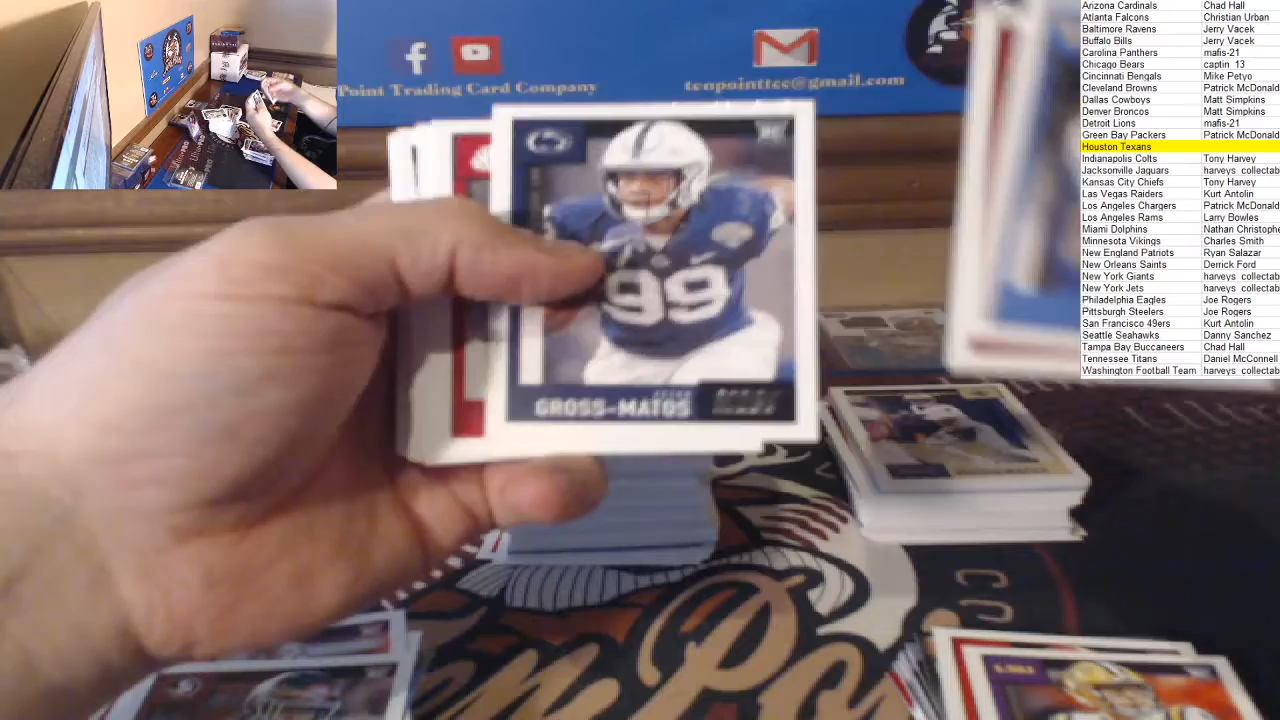 Point Trading Card Company
tenpointtcc@gmail.com
99
GROSS-MATOS
Arizona Cardinals Chad Hall
Atlanta Falcons Christian Urban
Baltimore Ravens Jerry Vacek
Buffalo Bills Jerry Vacek
Carolina Panthers mafis-21
Chicago Bears captin_13
Cincinnati Bengals Mike Petyo
Cleveland Browns Patrick McDonald
Dallas Cowboys Matt Simpkins
Denver Broncos Matt Simpkins
Detroit Lions mafis-21
Green Bay Packers Patrick McDonald
Houston Texans
Indianapolis Colts Tony Harvey
Jacksonville Jaguars harveys_collectab
Kansas City Chiefs Tony Harvey
Las Vegas Raiders Kurt Antolin
Los Angeles Chargers Patrick McDonald
Los Angeles Rams Larry Bowles
Miami Dolphins Nathan Christophe
Minnesota Vikings Charles Smith
New England Patriots Ryan Salazar
New Orleans Saints Derrick Ford
New York Giants harveys_collectab
New York Jets harveys_collectab
Philadelphia Eagles Joe Rogers
Pittsburgh Steelers Joe Rogers
San Francisco 49ers Kurt Antolin
Seattle Seahawks Danny Sanchez
Tampa Bay Buccaneers Chad Hall
Tennessee Titans Daniel McConnell
Washington Football Team harveys_collectab
Ten Po